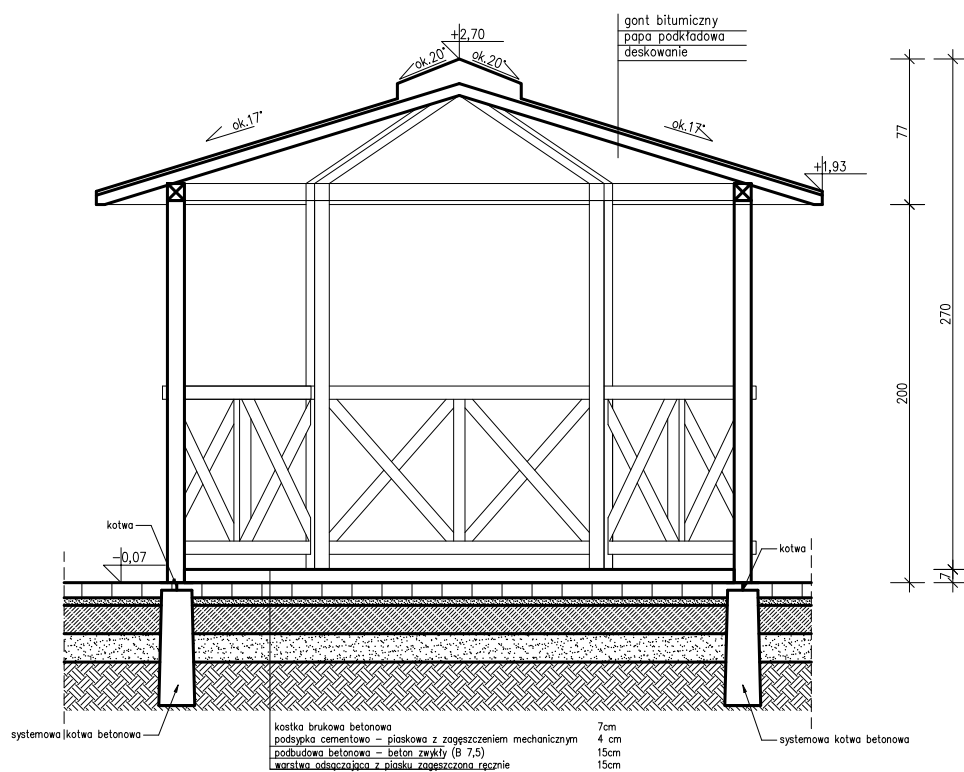 gont bitumiczny
papa podkładowa
deskowanie
+2,70
ok.20°
ok.20°
ok.17°
ok.17°
+1,93
77
270
200
7
kotwa
-0,07
kotwa
systemowa kotwa betonowa
systemowa kotwa betonowa
kostka brukowa betonowa 7cm
podsypka cementowo - piaskowa z zagęszczeniem mechanicznym 4 cm
podbudowa betonowa - beton zwykły (B 7,5) 15cm
warstwa odsączająca z piasku zagęszczona ręcznie 15cm